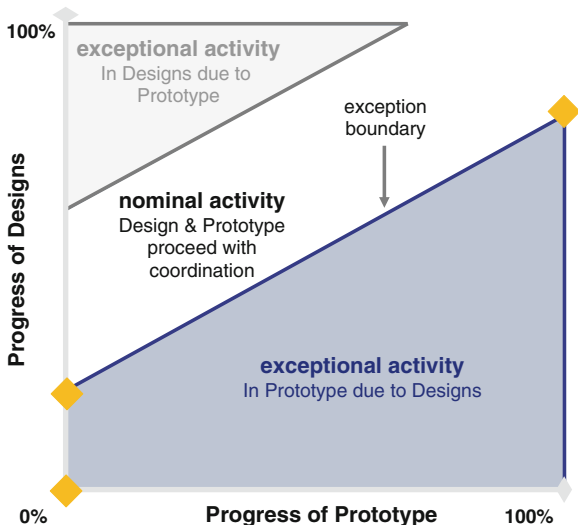 100%
exceptional activity
In Designs due to
Prototype
exception
boundary
nominal activity
Design & Prototype
proceed with
coordination
Progress of Designs
exceptional activity
In Prototype due to Designs
0%
Progress of Prototype
100%